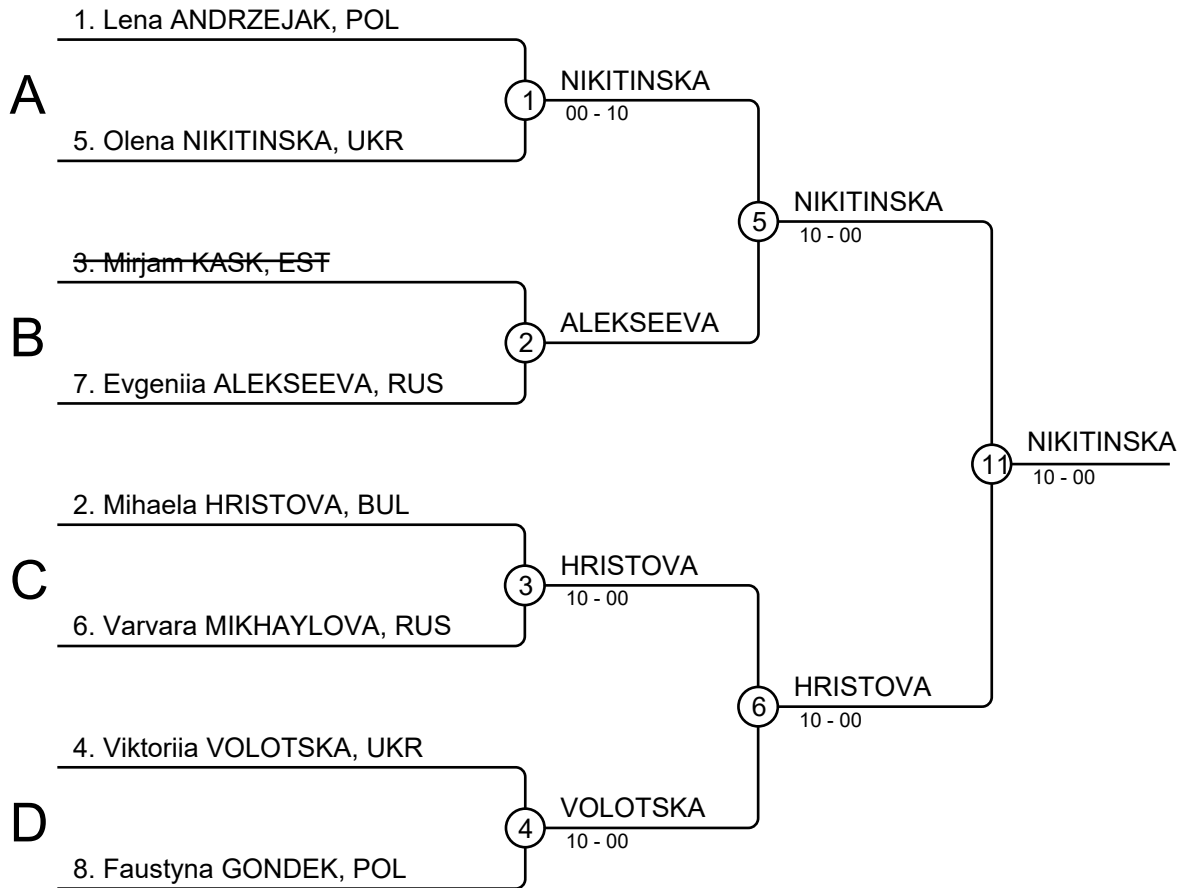 1. Lena ANDRZEJAK, POL
A
1
NIKITINSKA
00 - 10
5. Olena NIKITINSKA, UKR
5
NIKITINSKA
10 - 00
3. Mirjam KASK, EST
B
2
ALEKSEEVA
7. Evgeniia ALEKSEEVA, RUS
11
NIKITINSKA
10 - 00
2. Mihaela HRISTOVA, BUL
C
3
HRISTOVA
10 - 00
6. Varvara MIKHAYLOVA, RUS
6
HRISTOVA
10 - 00
4. Viktoriia VOLOTSKA, UKR
D
4
VOLOTSKA
10 - 00
8. Faustyna GONDEK, POL